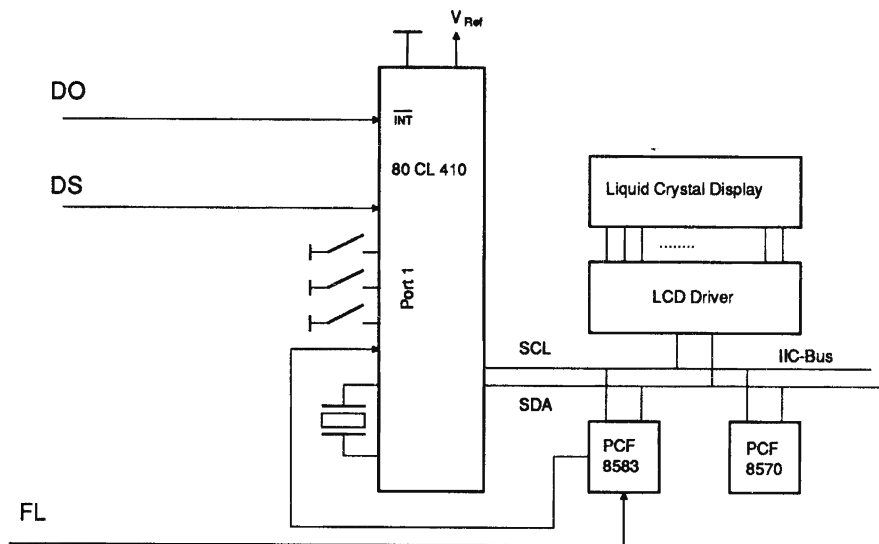 V Ref
DO
INT
80 CL 410
DS
Liquid Crystal Display
........
Port 1
LCD Driver
SCL
IIC-Bus
SDA
PCF
8583
PCF
8570
FL